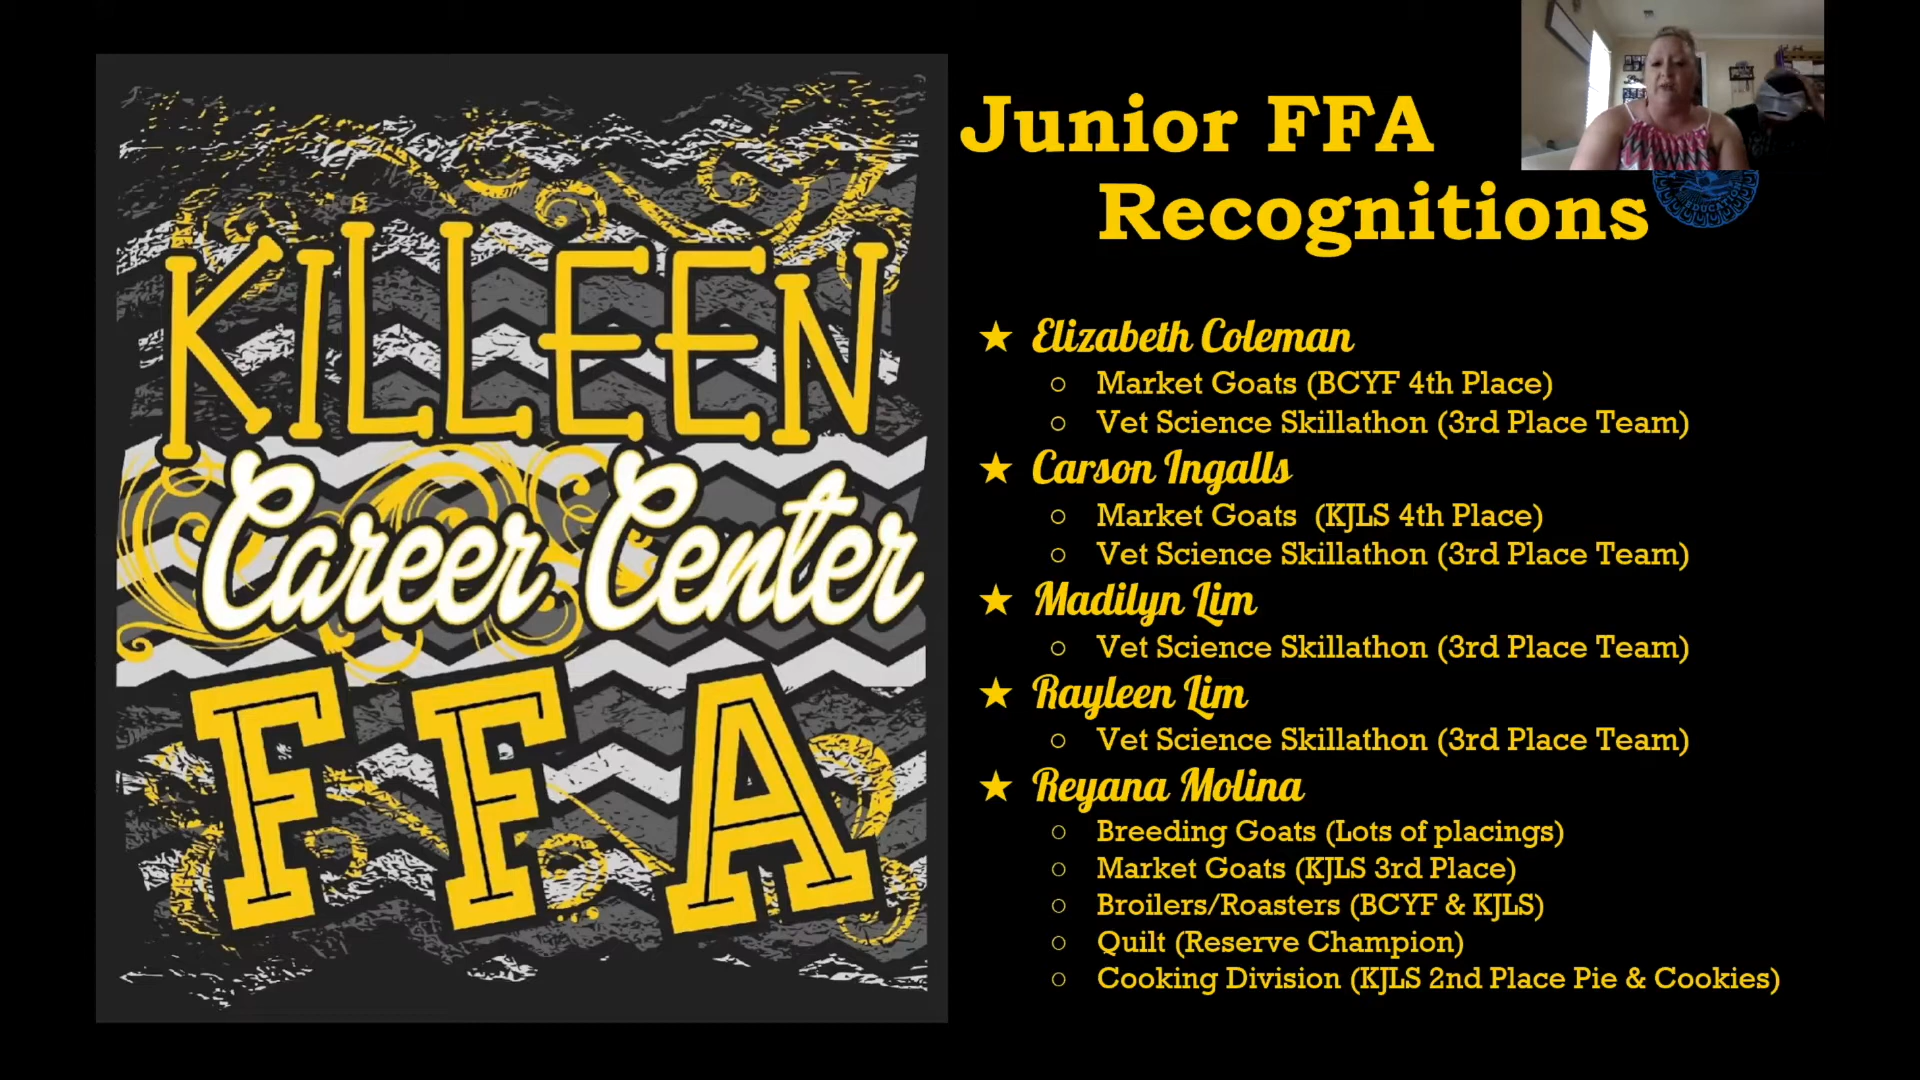 KILLEEN
Career Center
FFA
Junior FFA
Recognitions
EDUCATION
★ Elizabeth Coleman
○ Market Goats (BCYF 4th Place)
○ Vet Science Skillathon (3rd Place Team)
★ Carson Ingalls
○ Market Goats (KJLS 4th Place)
○ Vet Science Skillathon (3rd Place Team)
★ Madilyn Lim
○ Vet Science Skillathon (3rd Place Team)
★ Rayleen Lim
○ Vet Science Skillathon (3rd Place Team)
★ Reyana Molina
○ Breeding Goats (Lots of placings)
○ Market Goats (KJLS 3rd Place)
○ Broilers/Roasters (BCYF & KJLS)
○ Quilt (Reserve Champion)
○ Cooking Division (KJLS 2nd Place Pie & Cookies)